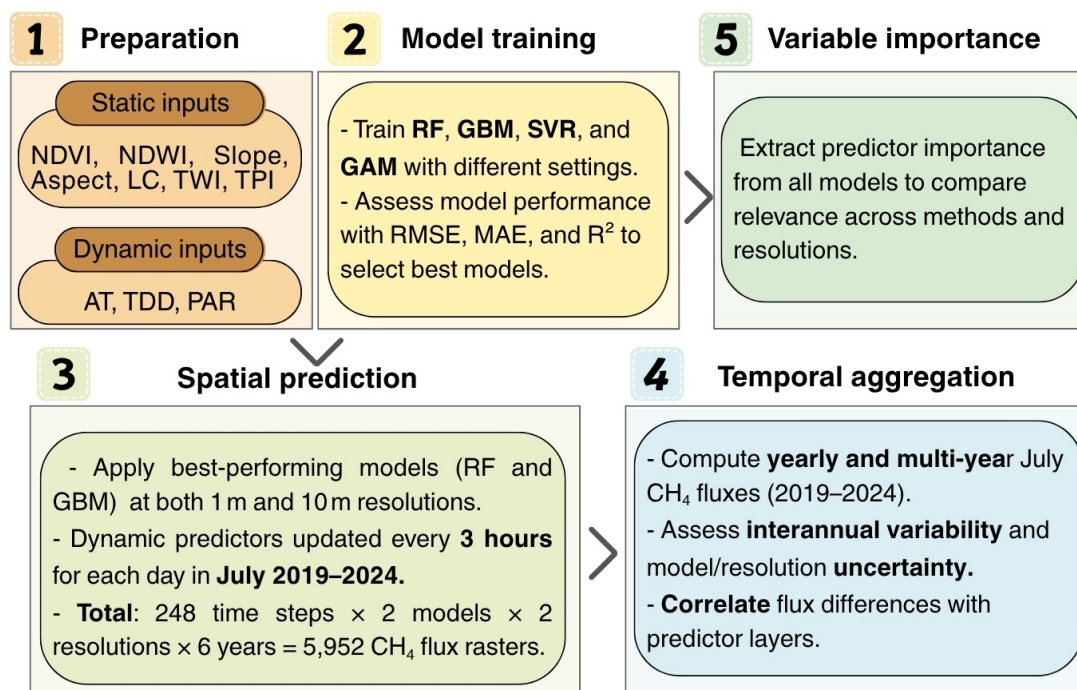 1 Preparation
Static inputs
NDVI, NDWI, Slope,
Aspect, LC, TWI, TPI
Dynamic inputs
AT, TDD, PAR
2 Model training
- Train RF, GBM, SVR, and
GAM with different settings.
- Assess model performance
with RMSE, MAE, and R² to
select best models.
5 Variable importance
Extract predictor importance
from all models to compare
relevance across methods and
resolutions.
3 Spatial prediction
- Apply best-performing models (RF and
GBM) at both 1 m and 10 m resolutions.
- Dynamic predictors updated every 3 hours
for each day in July 2019–2024.
- Total: 248 time steps × 2 models × 2
resolutions × 6 years = 5,952 CH₄ flux rasters.
4 Temporal aggregation
- Compute yearly and multi-year July
CH₄ fluxes (2019–2024).
- Assess interannual variability and
model/resolution uncertainty.
- Correlate flux differences with
predictor layers.